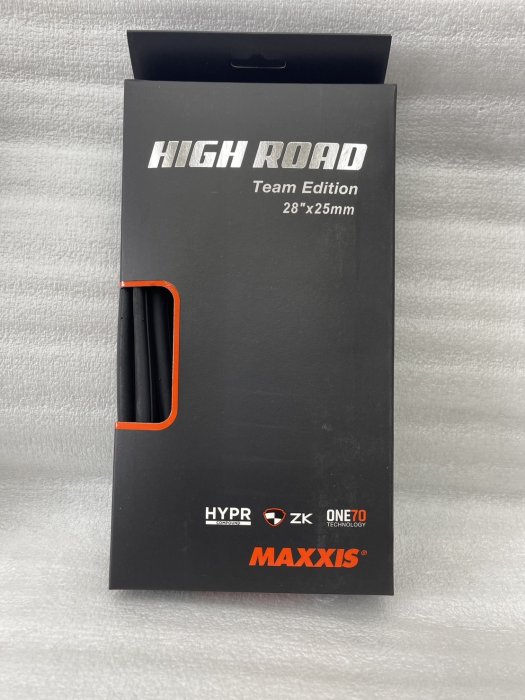 HIGH ROAD
Team Edition
28"x25mm
HYPR
COMPOUND
ZK
ONE70
TECHNOLOGY
MAXXIS®